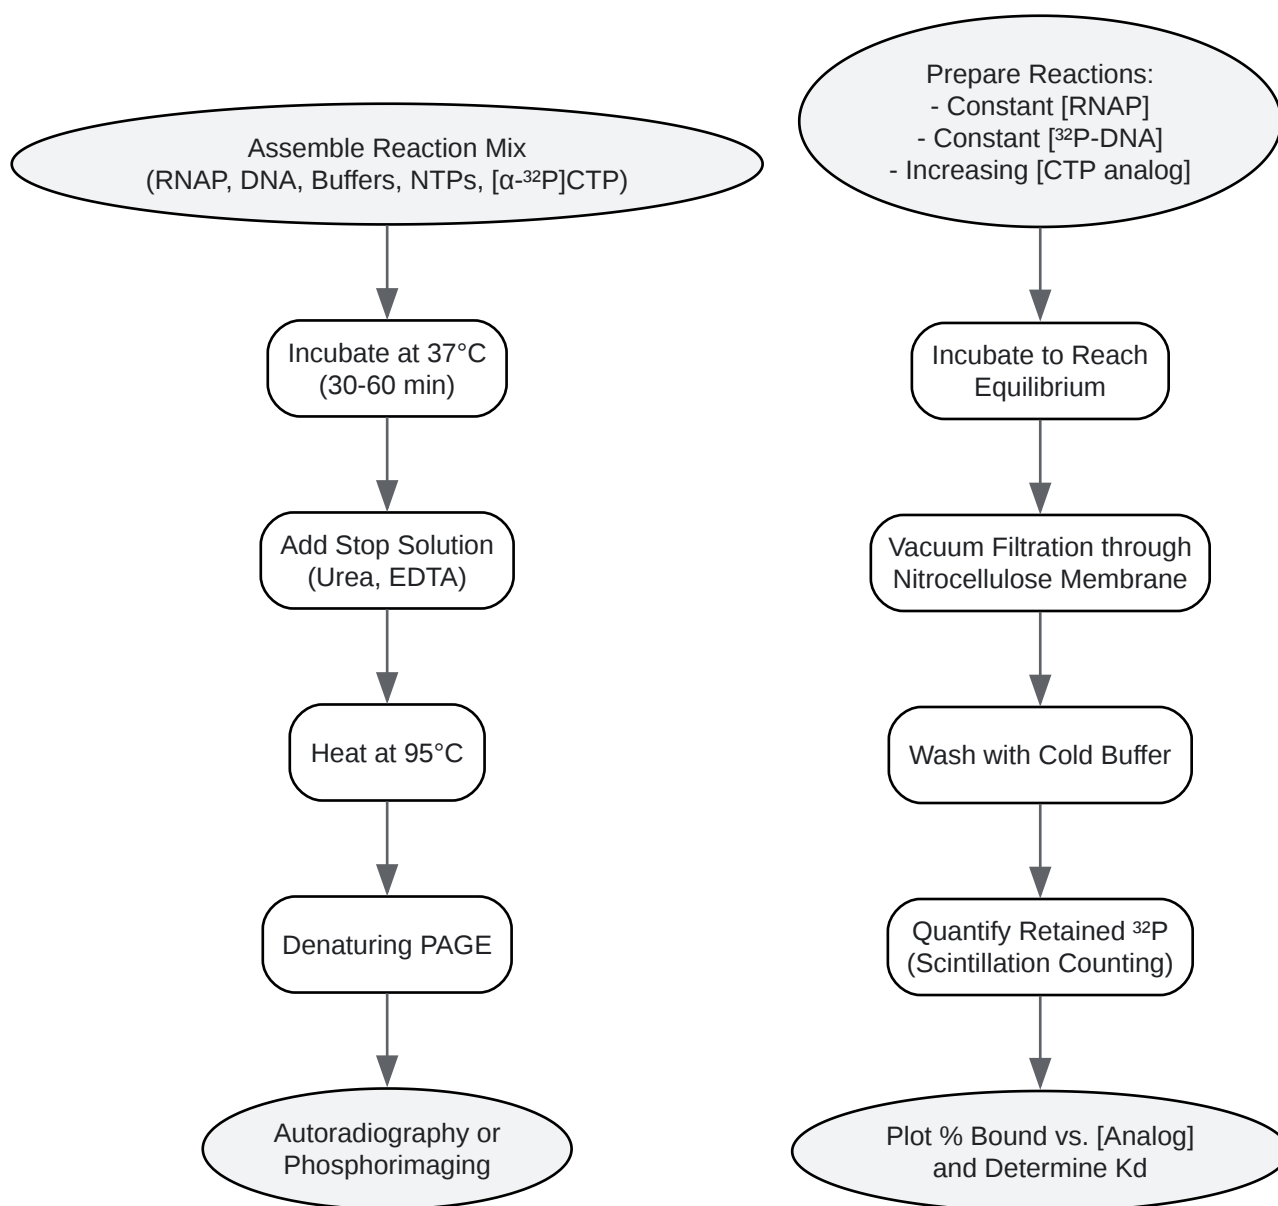 Assemble Reaction Mix
(RNAP, DNA, Buffers, NTPs, [α-³²P]CTP)
Incubate at 37°C
(30-60 min)
Add Stop Solution
(Urea, EDTA)
Heat at 95°C
Denaturing PAGE
Autoradiography or
Phosphorimaging
Prepare Reactions:
- Constant [RNAP]
- Constant [³²P-DNA]
- Increasing [CTP analog]
Incubate to Reach
Equilibrium
Vacuum Filtration through
Nitrocellulose Membrane
Wash with Cold Buffer
Quantify Retained ³²P
(Scintillation Counting)
Plot % Bound vs. [Analog]
and Determine Kd